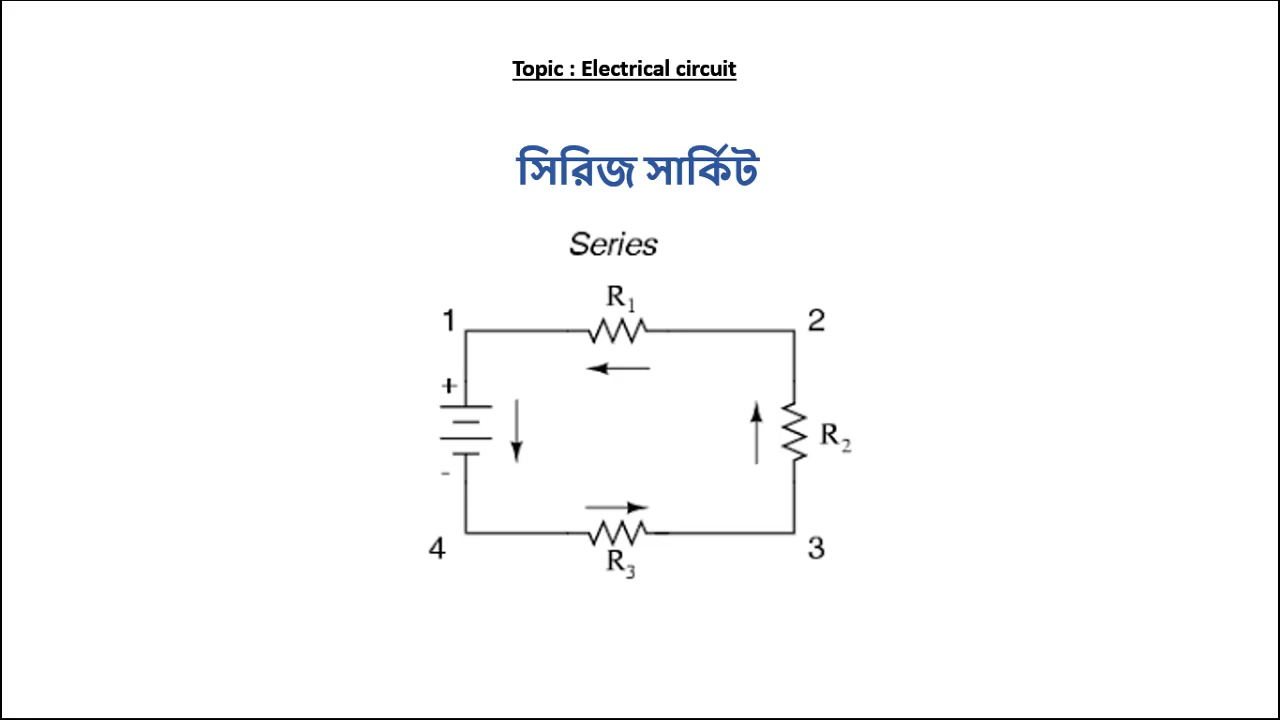 Topic : Electrical circuit
সিরিজ সার্কিট
Series
R₁
1
2
+
R₂
-
4
3
R₃